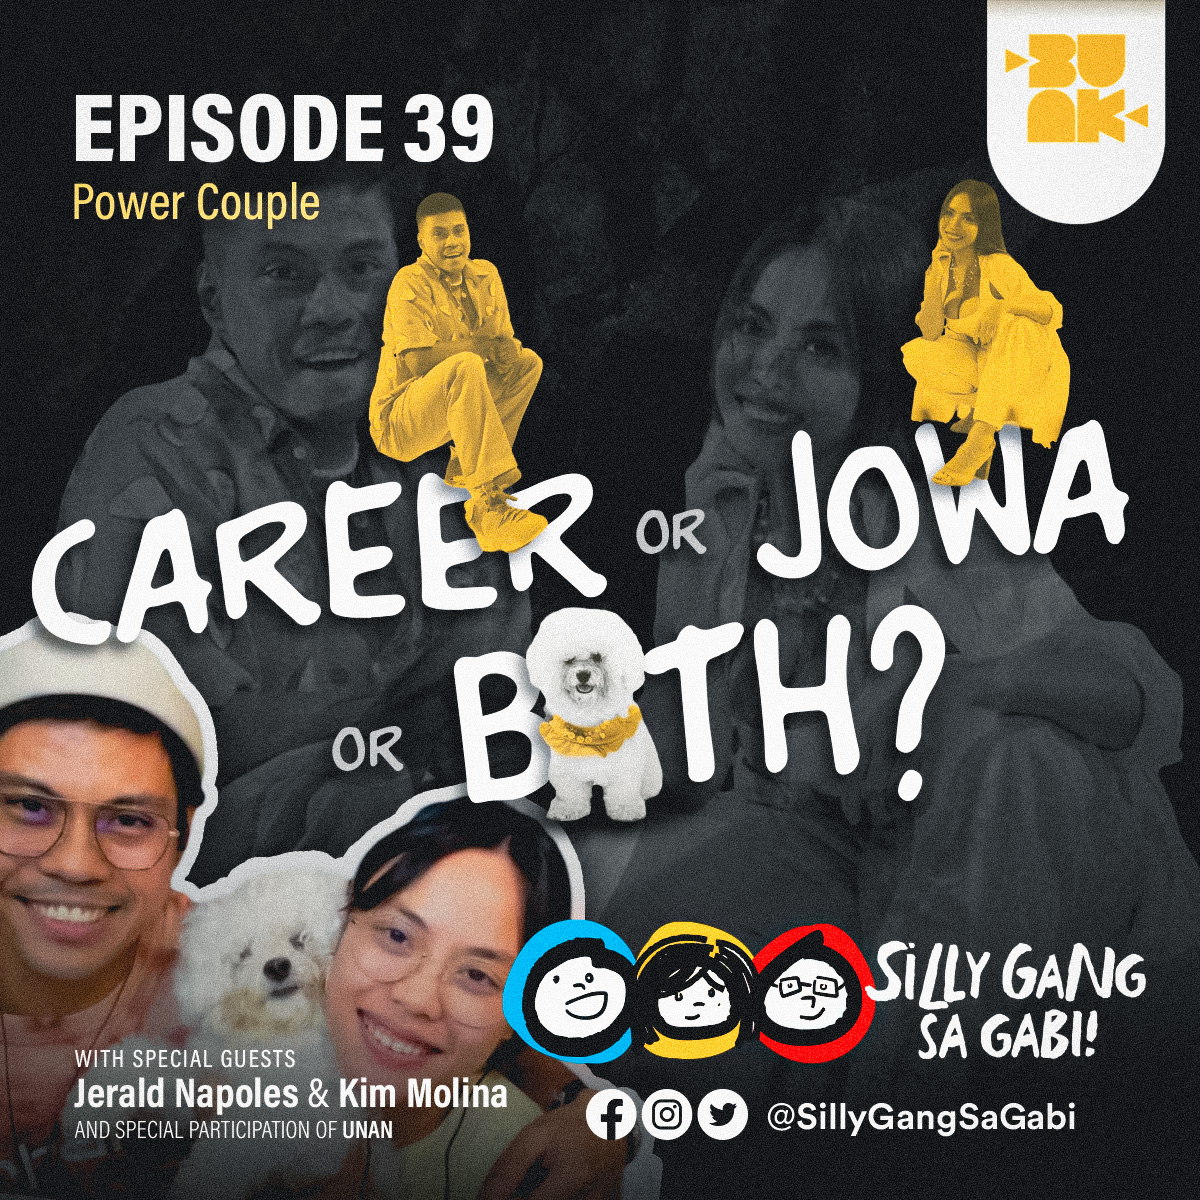 EPISODE 39
Power Couple
BUNK
CAREER OR JOWA
OR BOTH?
SiLLY GANG
SA GABI!
WITH SPECIAL GUESTS
Jerald Napoles & Kim Molina
AND SPECIAL PARTICIPATION OF UNAN
@SillyGangSaGabi